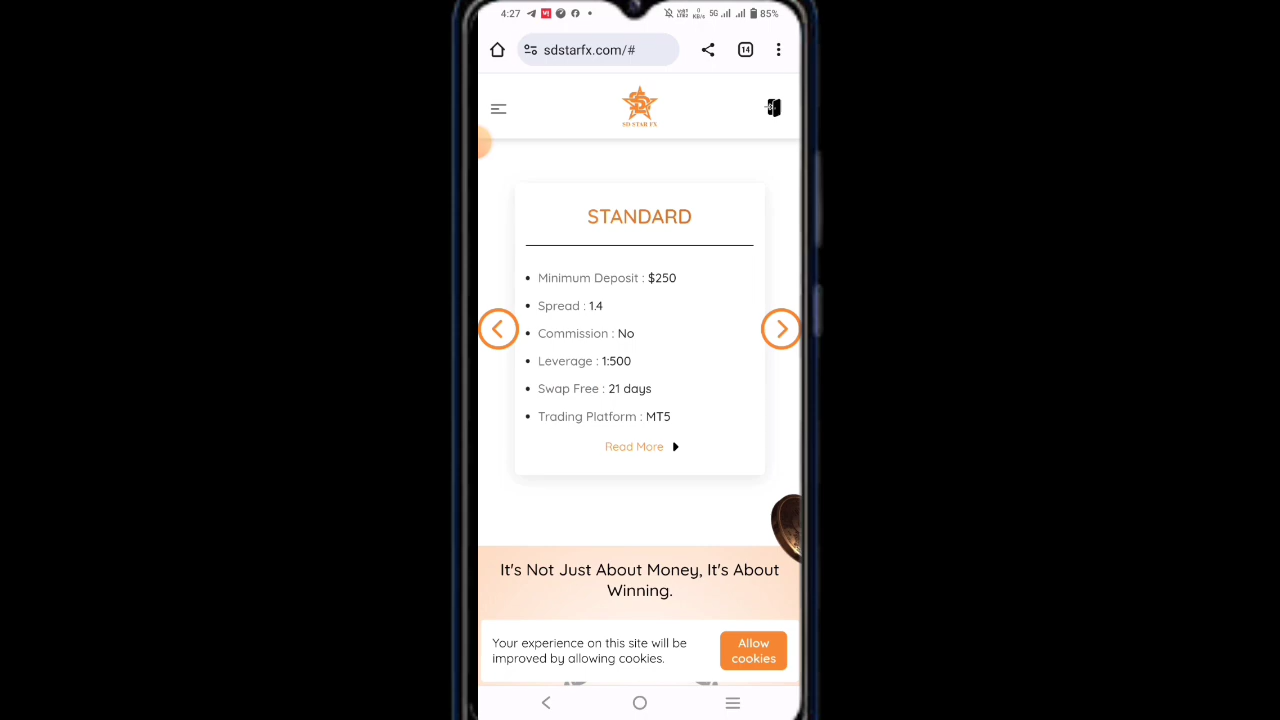 4:27
5G
85%
sdstarfx.com/#
14
SD STAR FX
STANDARD
Minimum Deposit : $250
Spread : 1.4
Commission : No
Leverage : 1:500
Swap Free : 21 days
Trading Platform : MT5
Read More
It's Not Just About Money, It's About
Winning.
Your experience on this site will be
improved by allowing cookies.
Allow
cookies